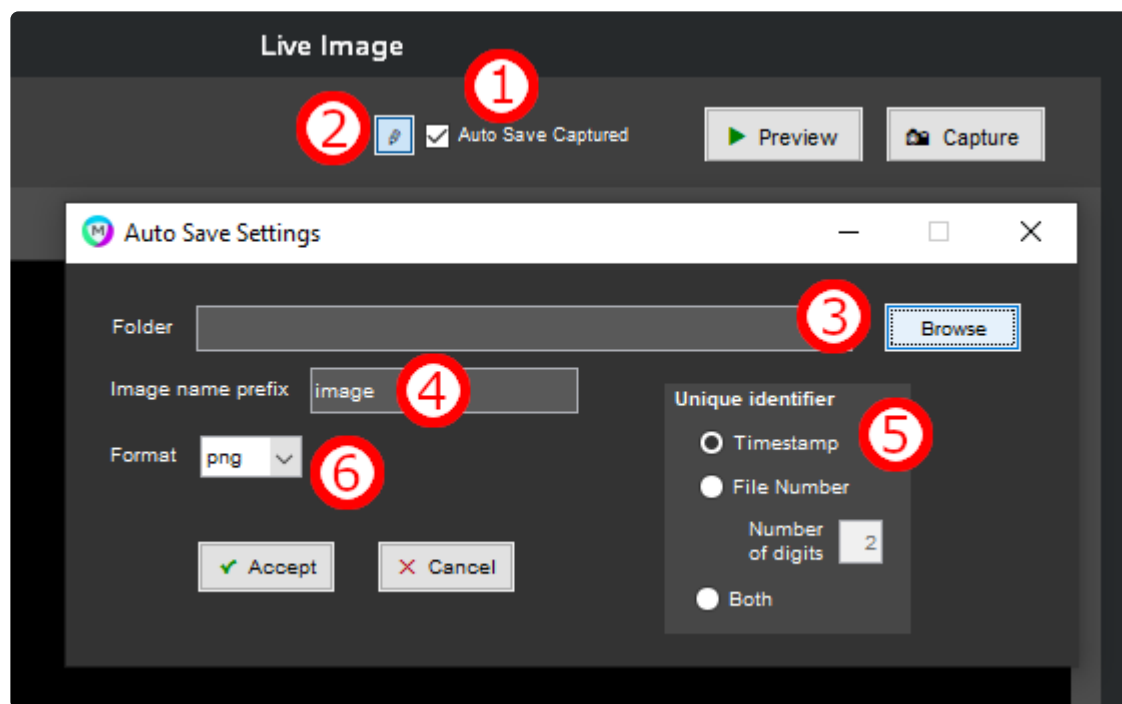 Live Image
1
2
Auto Save Captured
Preview
Capture
M
Auto Save Settings
Folder
3
Browse
Image name prefix
image
4
Unique identifier
5
Timestamp
Format
png
6
File Number
Number
of digits
2
Accept
Cancel
Both